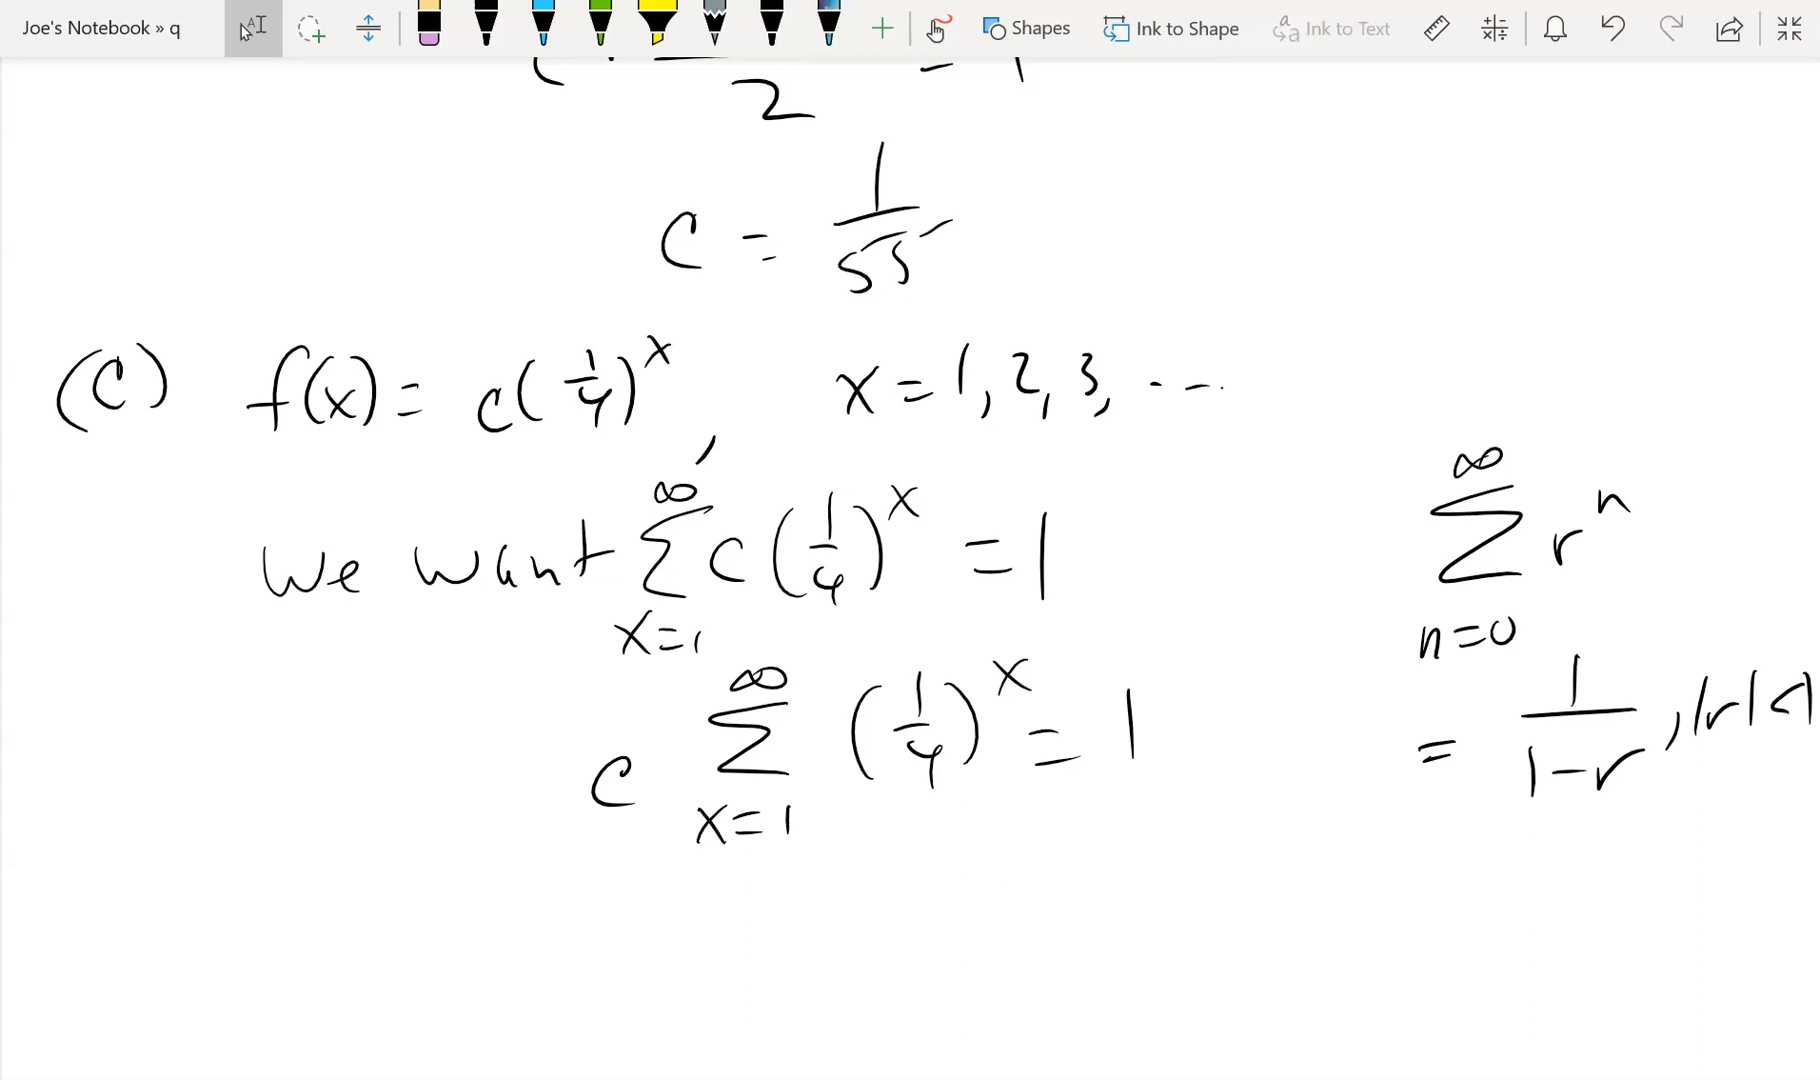 Joe's Notebook » q
Shapes
Ink to Shape
Ink to Text
2
c = 1/55
(c) f(x) = c(1/4)^x x = 1, 2, 3, ...
We want ∑_{x=1}^{∞} c(1/4)^x = 1
c ∑_{x=1}^{∞} (1/4)^x = 1
∑_{n=0}^{∞} r^n
= 1/(1-r), |r|<1